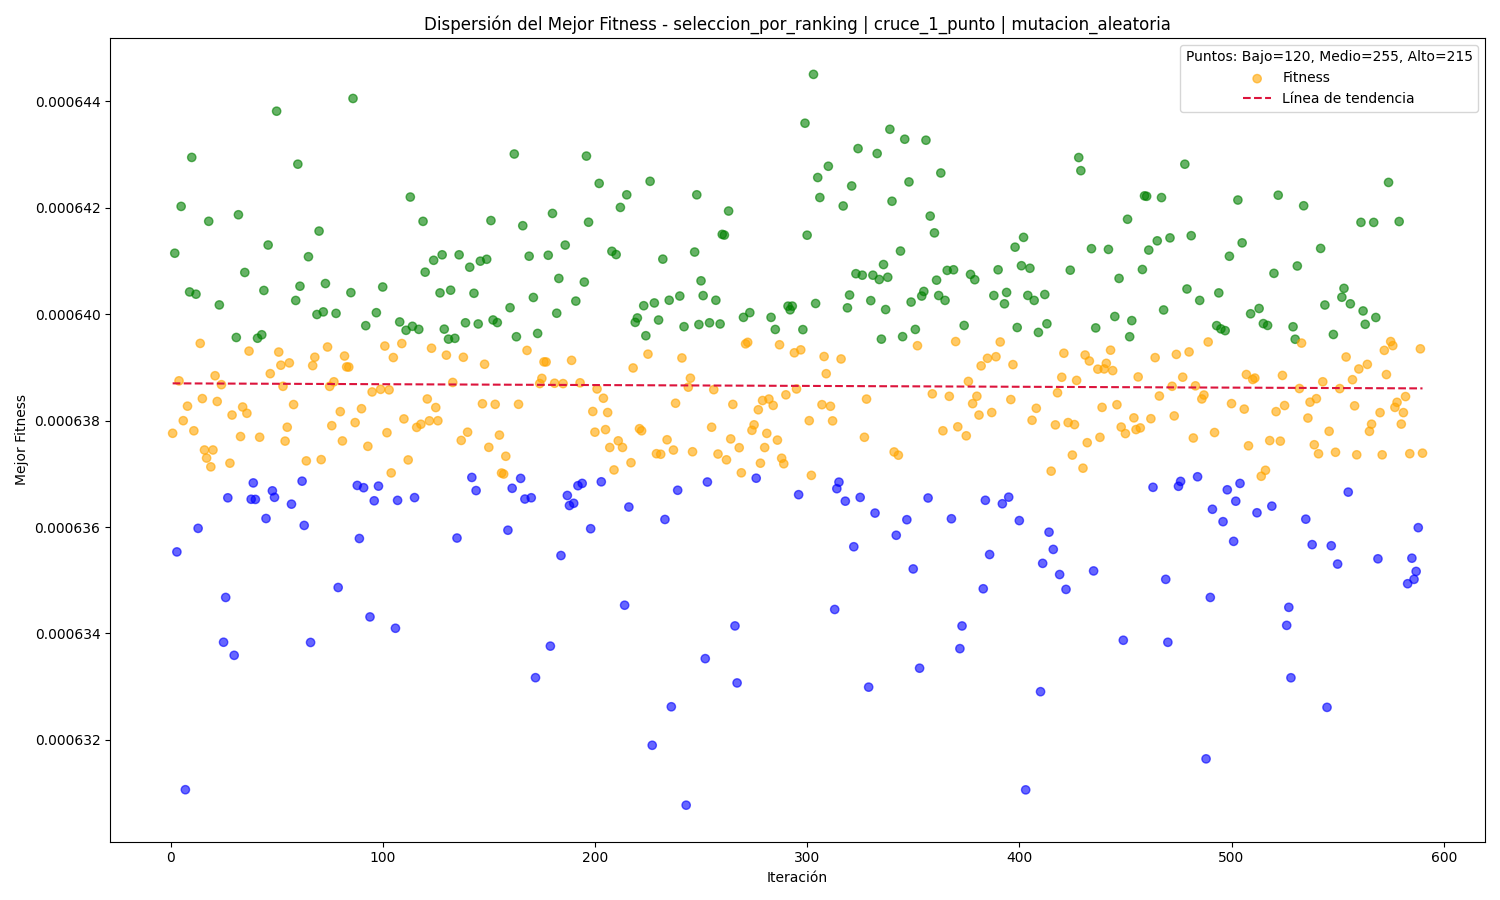 Dispersión del Mejor Fitness - seleccion_por_ranking | cruce_1_punto | mutacion_aleatoria
Puntos: Bajo=120, Medio=255, Alto=215
Fitness
Línea de tendencia
Mejor Fitness
0.000644
0.000642
0.000640
0.000638
0.000636
0.000634
0.000632
0
100
200
300
400
500
600
Iteración